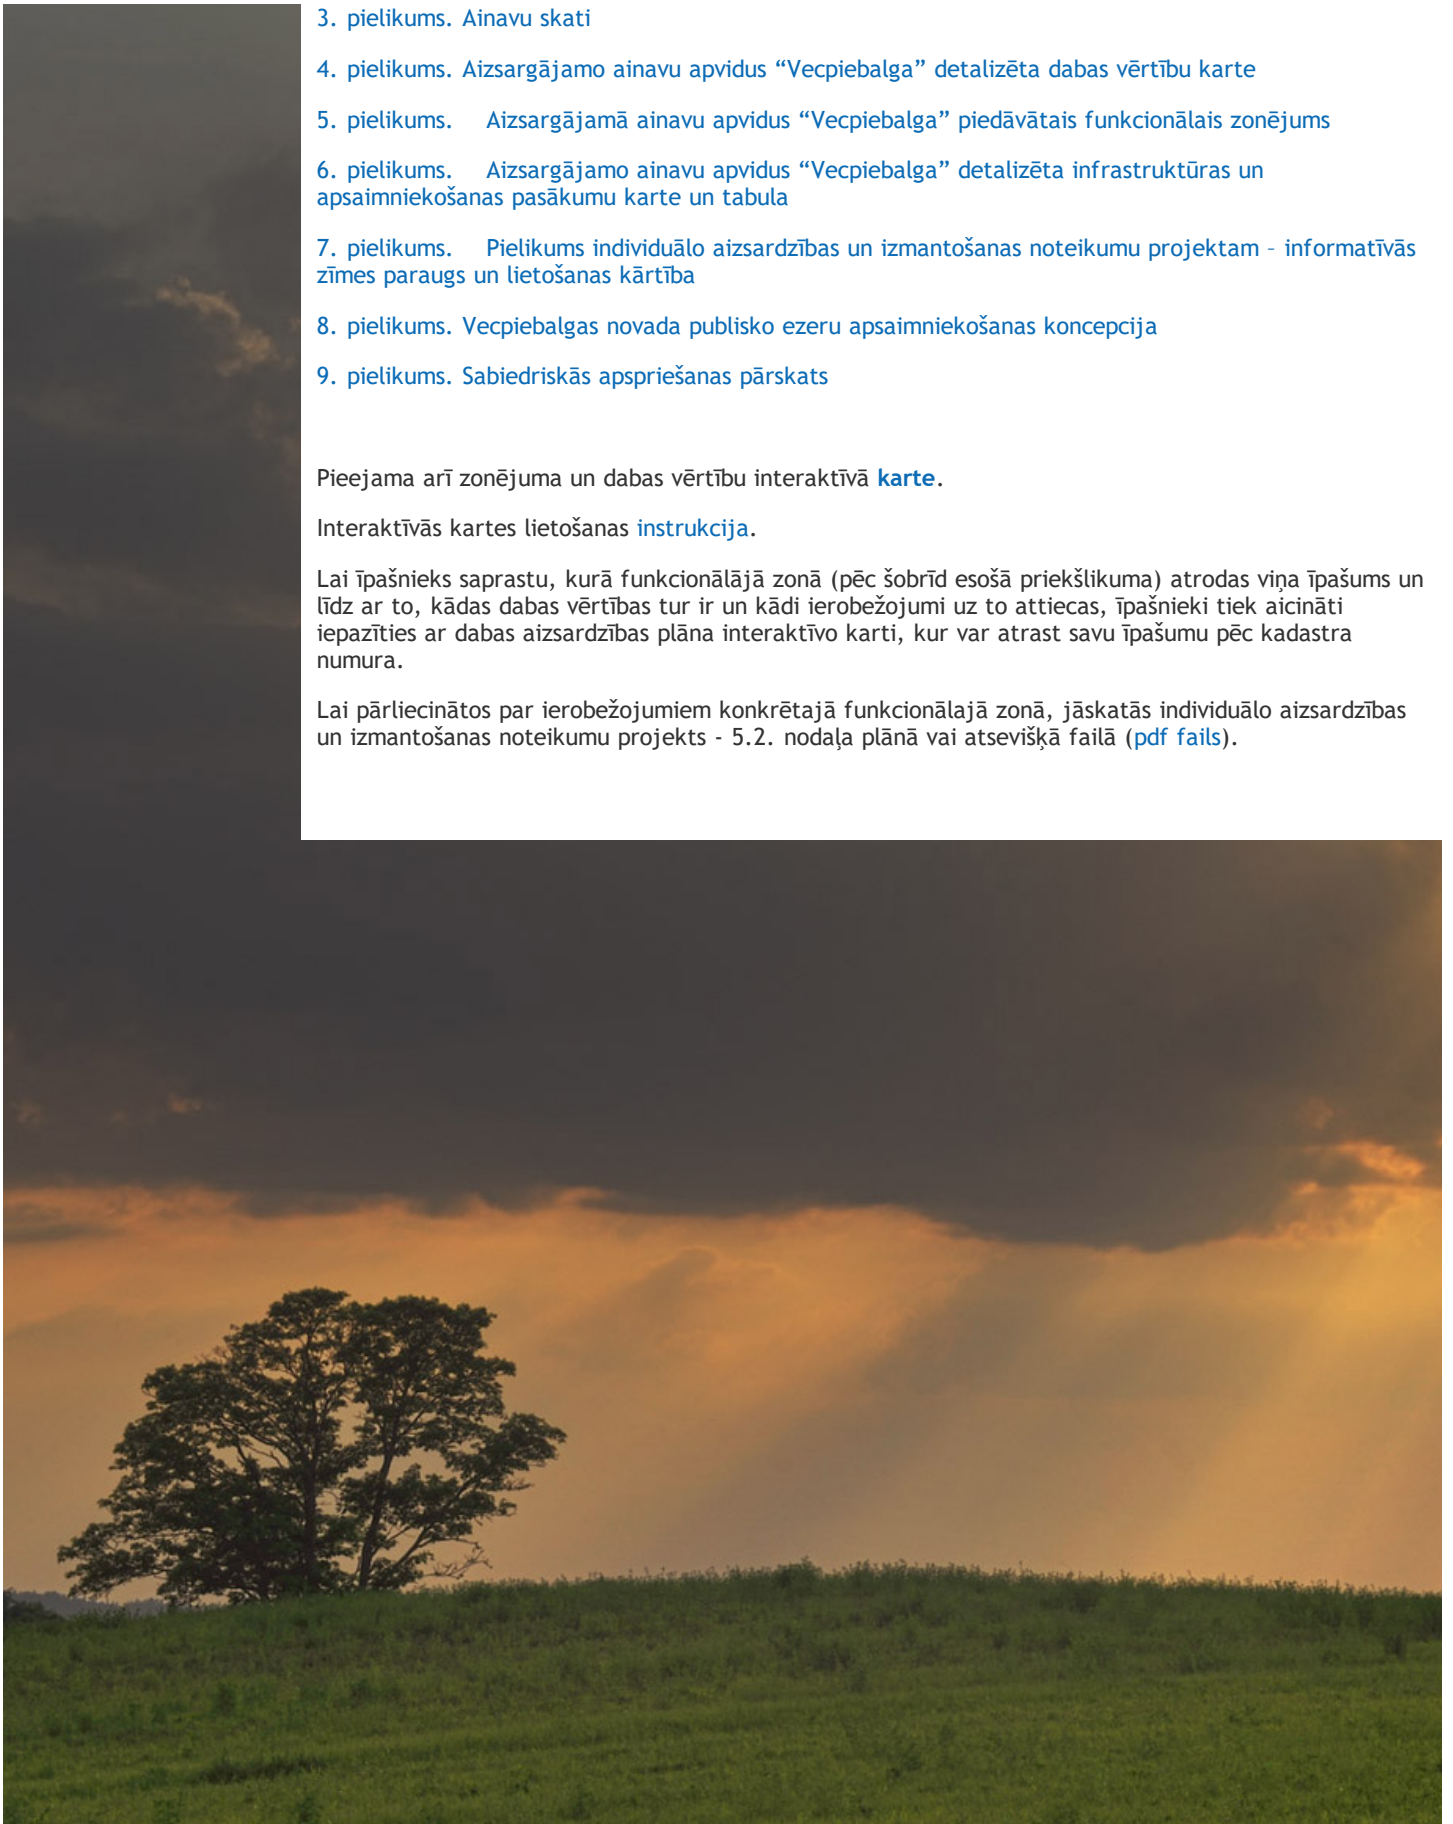 3. pielikums. Ainavu skati
4. pielikums. Aizsargājamo ainavu apvidus “Vecpiebalga” detalizēta dabas vērtību karte
5. pielikums. Aizsargājamā ainavu apvidus “Vecpiebalga” piedāvātais funkcionālais zonējums
6. pielikums. Aizsargājamo ainavu apvidus “Vecpiebalga” detalizēta infrastruktūras un
apsaimniekošanas pasākumu karte un tabula
7. pielikums. Pielikums individuālo aizsardzības un izmantošanas noteikumu projektam – informatīvās
zīmes paraugs un lietošanas kārtība
8. pielikums. Vecpiebalgas novada publisko ezeru apsaimniekošanas koncepcija
9. pielikums. Sabiedriskās apspriešanas pārskats
Pieejama arī zonējuma un dabas vērtību interaktīvā karte.
Interaktīvās kartes lietošanas instrukcija.
Lai īpašnieks saprastu, kurā funkcionālājā zonā (pēc šobrīd esošā priekšlikuma) atrodas viņa īpašums un
līdz ar to, kādas dabas vērtības tur ir un kādi ierobežojumi uz to attiecas, īpašnieki tiek aicināti
iepazīties ar dabas aizsardzības plāna interaktīvo karti, kur var atrast savu īpašumu pēc kadastra
numura.
Lai pārliecinātos par ierobežojumiem konkrētajā funkcionālajā zonā, jāskatās individuālo aizsardzības
un izmantošanas noteikumu projekts - 5.2. nodaļa plānā vai atsevišķā failā (pdf fails).